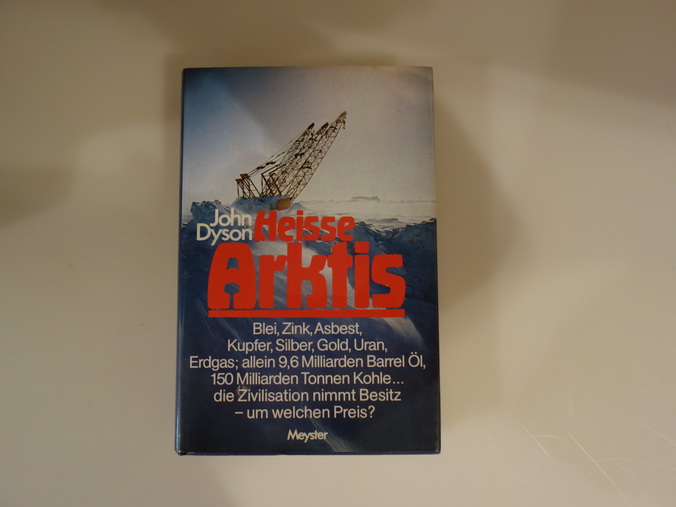 John
Dyson
Heisse
Arktis
Blei, Zink, Asbest,
Kupfer, Silber, Gold, Uran,
Erdgas; allein 9,6 Milliarden Barrel Öl,
150 Milliarden Tonnen Kohle...
die Zivilisation nimmt Besitz
– um welchen Preis?
Meyster